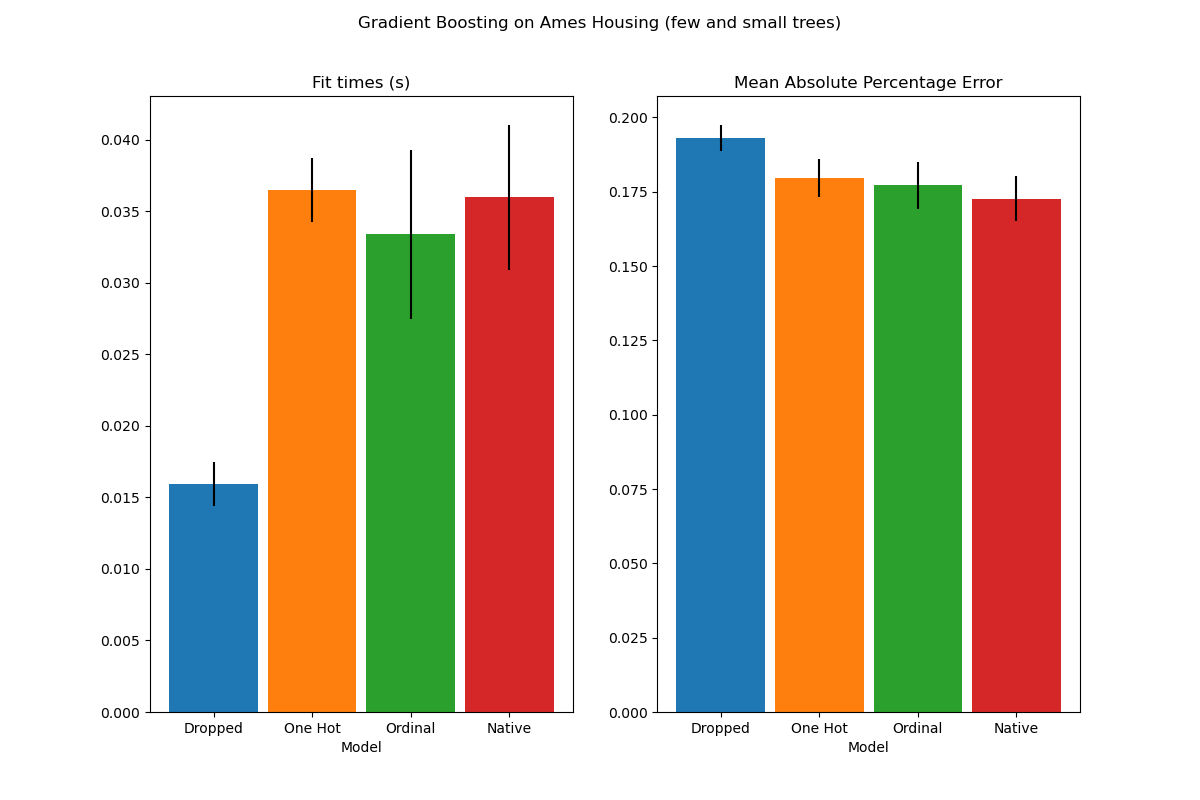 Gradient Boosting on Ames Housing (few and small trees)
Fit times (s)
0.040
0.035
0.030
0.025
0.020
0.015
0.010
0.005
0.000
Dropped One Hot Ordinal Native
Model
Mean Absolute Percentage Error
0.200
0.175
0.150
0.125
0.100
0.075
0.050
0.025
0.000
Dropped One Hot Ordinal Native
Model